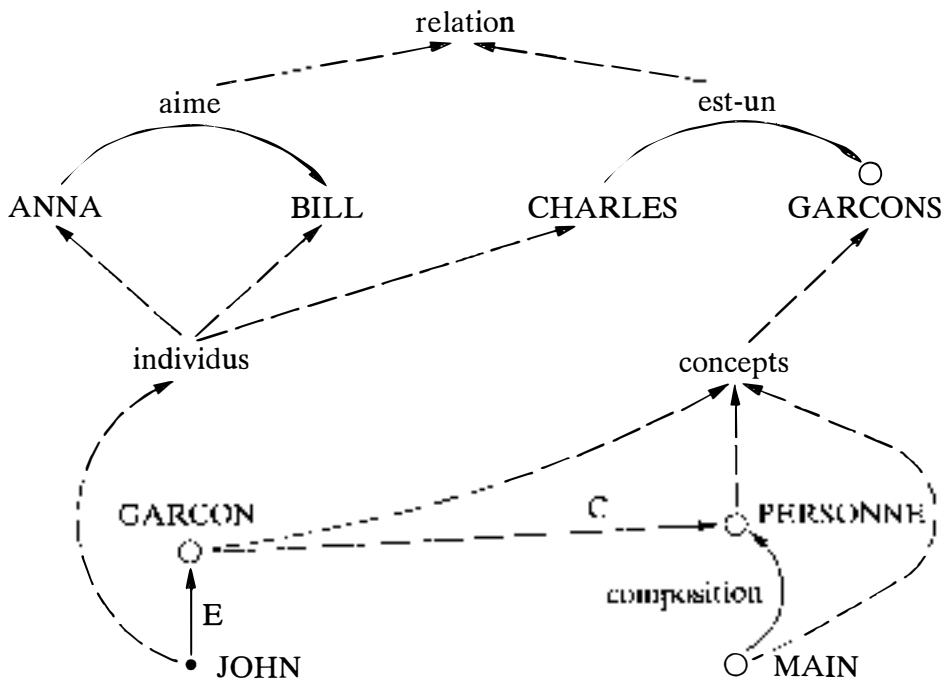 relation
aime est-un
ANNA BILL CHARLES GARCONS
individus concepts
GARCON C PERSONNE
composition
E
JOHN MAIN